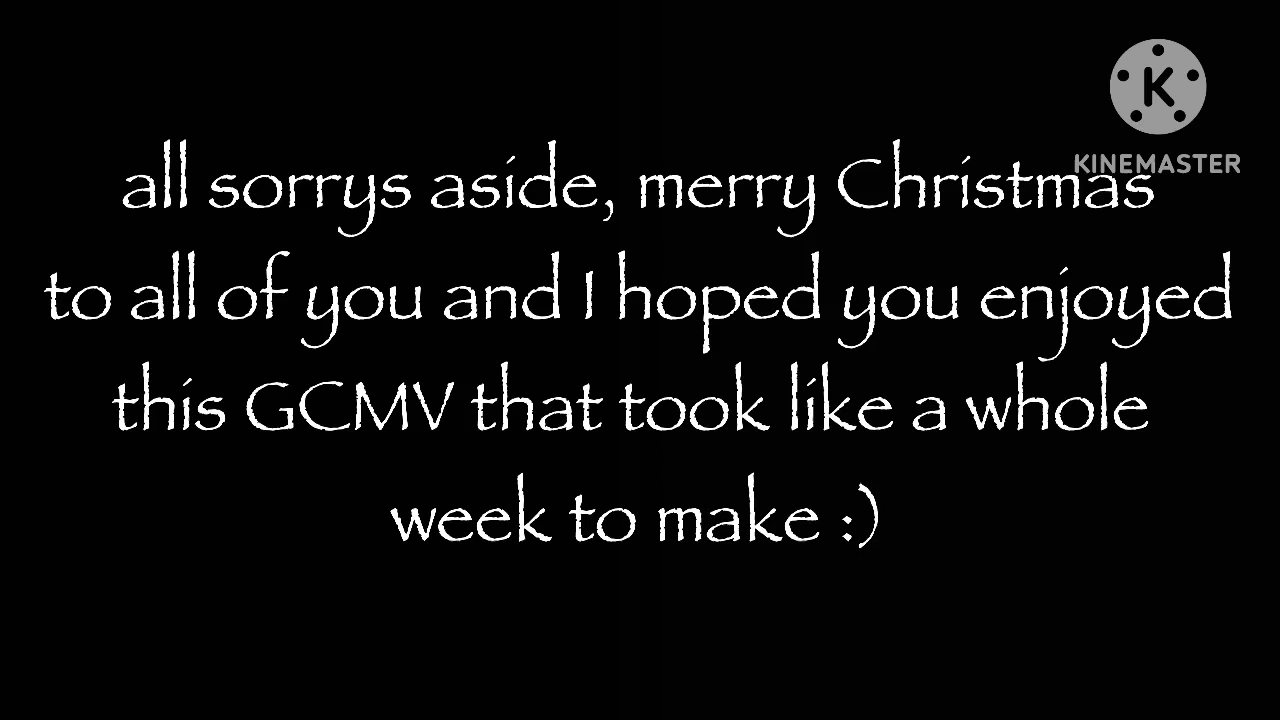 K
KINEMASTER
all sorrys aside, merry Christmas
to all of you and I hoped you enjoyed
this GCMV that took like a whole
week to make :)